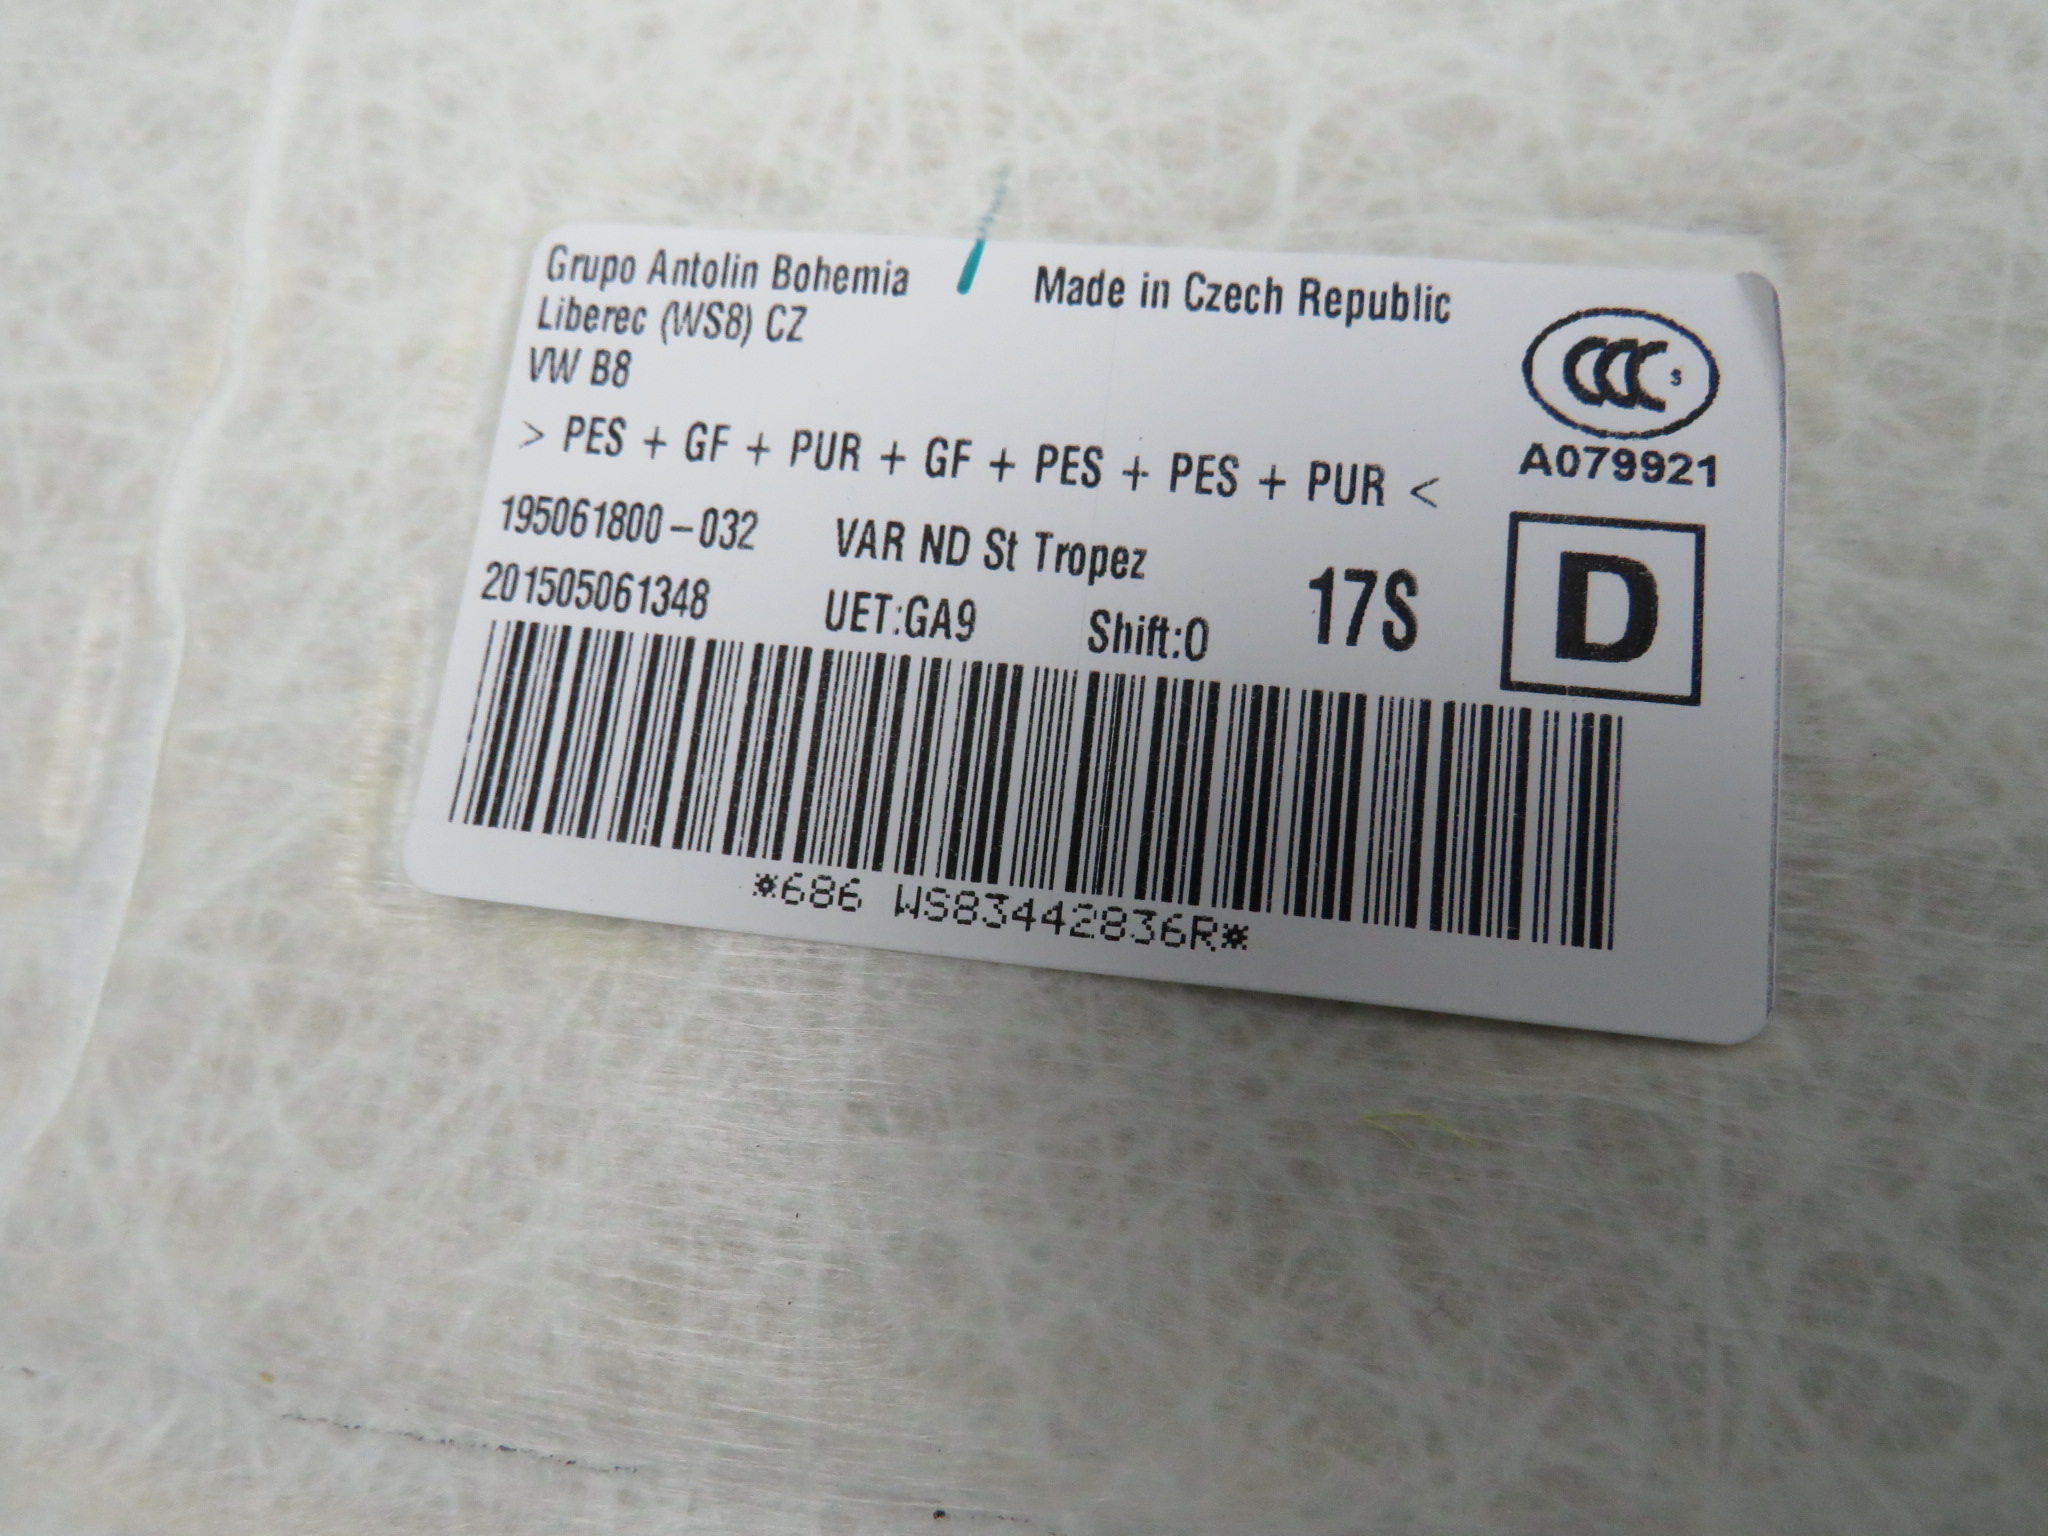 Grupo Antolin Bohemia Made in Czech Republic
Liberec (WS8) CZ
VW B8
CCC S
A079921
> PES + GF + PUR + GF + PES + PES + PUR <
195061800-032 VAR ND St Tropez
201505061348 UET:GA9 Shift:0 17S
D
*686 WS83442836R*